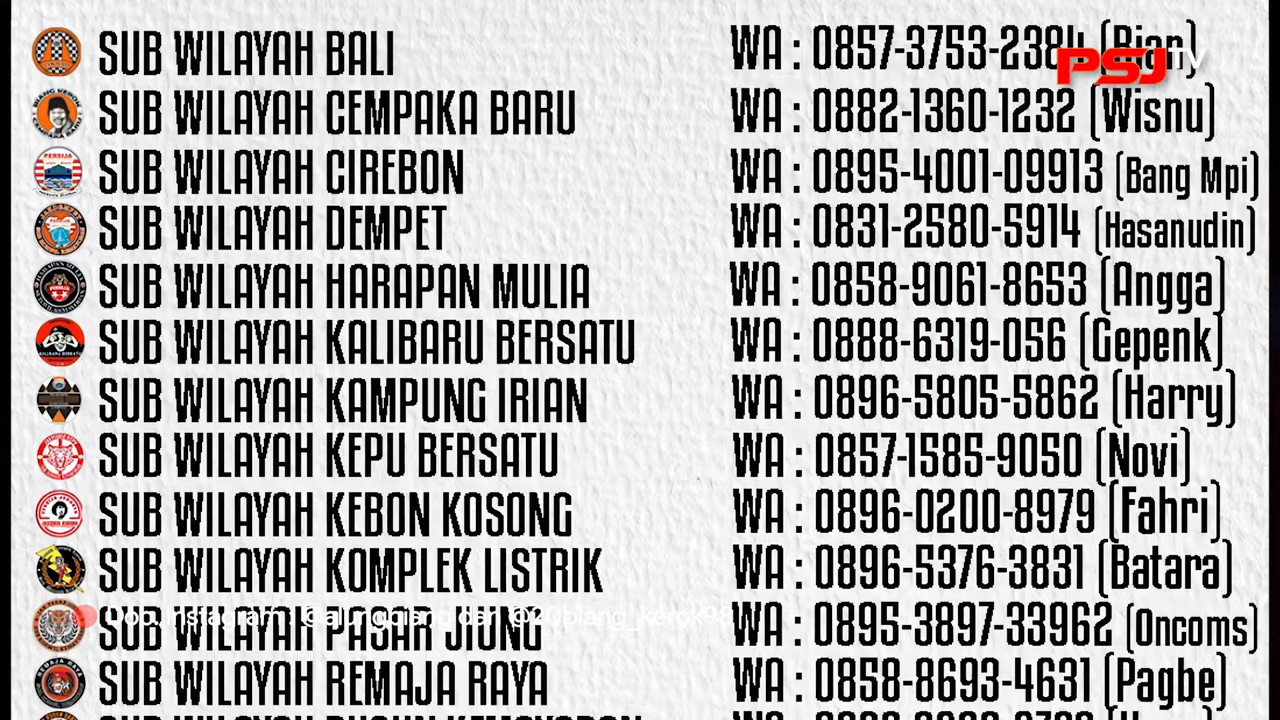 SUB WILAYAH BALI WA : 0857-3753-2384 (Rian)
PSJTV
SUB WILAYAH CEMPAKA BARU WA : 0882-1360-1232 (Wisnu)
SUB WILAYAH CIREBON WA : 0895-4001-09913 (Bang Mpi)
SUB WILAYAH DEMPET WA : 0831-2580-5914 (Hasanudin)
SUB WILAYAH HARAPAN MULIA WA : 0858-9061-8653 (Angga)
SUB WILAYAH KALIBARU BERSATU WA : 0888-6319-056 (Gepenk)
SUB WILAYAH KAMPUNG IRIAN WA : 0896-5805-5862 (Harry)
SUB WILAYAH KEPU BERSATU WA : 0857-1585-9050 (Novi)
SUB WILAYAH KEBON KOSONG WA : 0896-0200-8979 (Fahri)
SUB WILAYAH KOMPLEK LISTRIK WA : 0896-5376-3831 (Batara)
SUB WILAYAH PASAR JIUNG WA : 0895-3897-33962 (Oncoms)
SUB WILAYAH REMAJA RAYA WA : 0858-8693-4631 (Pagbe)
SUB WILAYAH